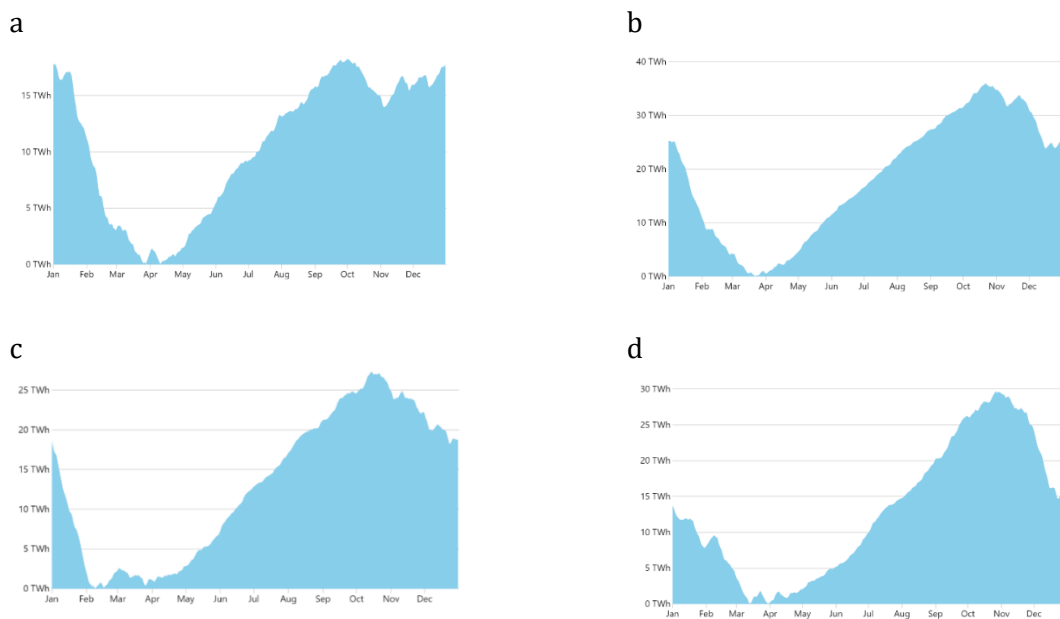 a
15 TWh
10 TWh
5 TWh
0 TWh
Jan Feb Mar Apr May Jun Jul Aug Sep Oct Nov Dec
b
40 TWh
30 TWh
20 TWh
10 TWh
0 TWh
Jan Feb Mar Apr May Jun Jul Aug Sep Oct Nov Dec
c
25 TWh
20 TWh
15 TWh
10 TWh
5 TWh
0 TWh
Jan Feb Mar Apr May Jun Jul Aug Sep Oct Nov Dec
d
30 TWh
25 TWh
20 TWh
15 TWh
10 TWh
5 TWh
0 TWh
Jan Feb Mar Apr May Jun Jul Aug Sep Oct Nov Dec